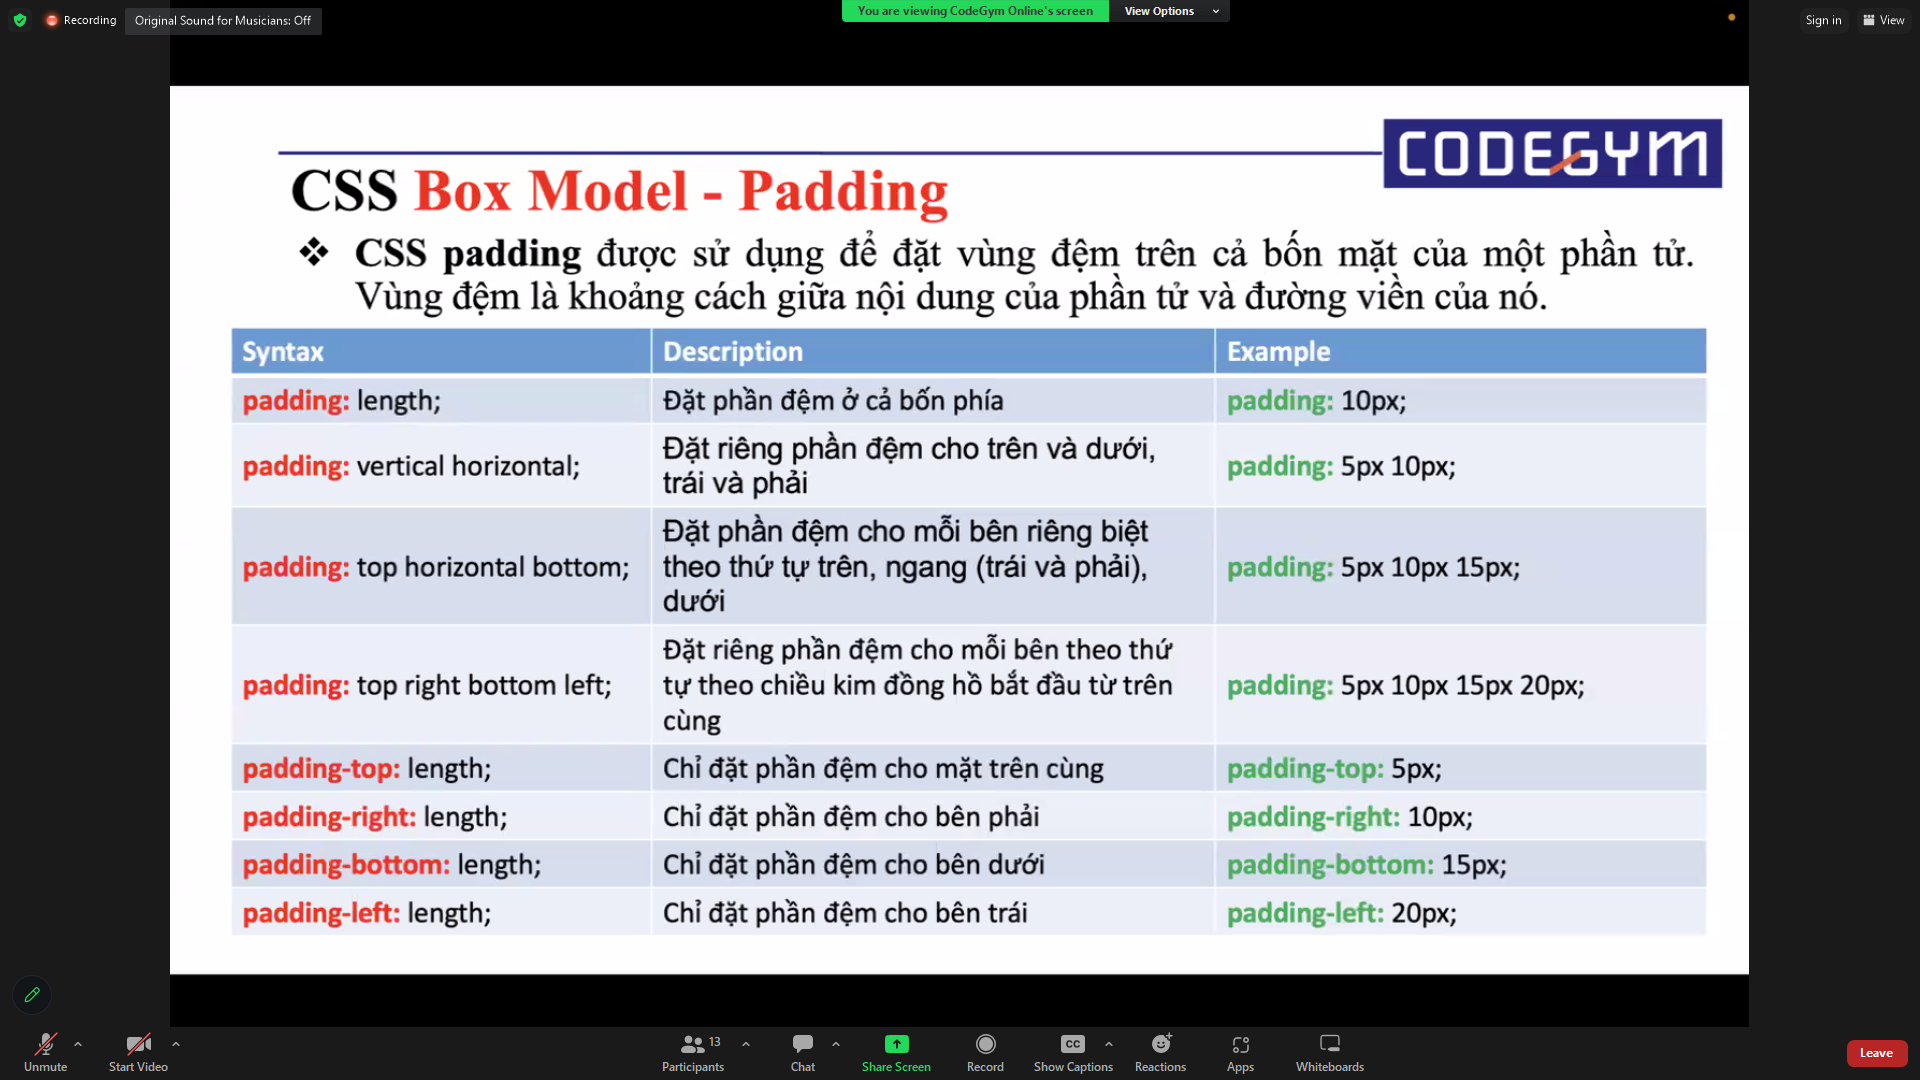 Recording
Original Sound for Musicians: Off
You are viewing CodeGym Online's screen
View Options
Sign in
View
CODEGYM
CSS Box Model - Padding
❖ CSS padding được sử dụng để đặt vùng đệm trên cả bốn mặt của một phần tử.
Vùng đệm là khoảng cách giữa nội dung của phần tử và đường viền của nó.
Syntax Description Example
padding: length; Đặt phần đệm ở cả bốn phía padding: 10px;
padding: vertical horizontal; Đặt riêng phần đệm cho trên và dưới, padding: 5px 10px;
trái và phải
Đặt phần đệm cho mỗi bên riêng biệt
padding: top horizontal bottom; theo thứ tự trên, ngang (trái và phải), padding: 5px 10px 15px;
dưới
Đặt riêng phần đệm cho mỗi bên theo thứ
padding: top right bottom left; tự theo chiều kim đồng hồ bắt đầu từ trên padding: 5px 10px 15px 20px;
cùng
padding-top: length; Chỉ đặt phần đệm cho mặt trên cùng padding-top: 5px;
padding-right: length; Chỉ đặt phần đệm cho bên phải padding-right: 10px;
padding-bottom: length; Chỉ đặt phần đệm cho bên dưới padding-bottom: 15px;
padding-left: length; Chỉ đặt phần đệm cho bên trái padding-left: 20px;
13
CC
Unmute Start Video Participants Chat Share Screen Record Show Captions Reactions Apps Whiteboards Leave